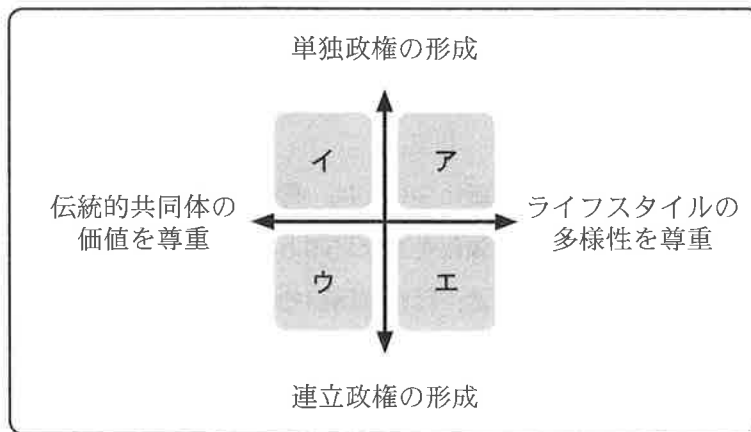 単独政権の形成
イ ア
伝統的共同体の
価値を尊重
ライフスタイルの
多様性を尊重
ウ エ
連立政権の形成